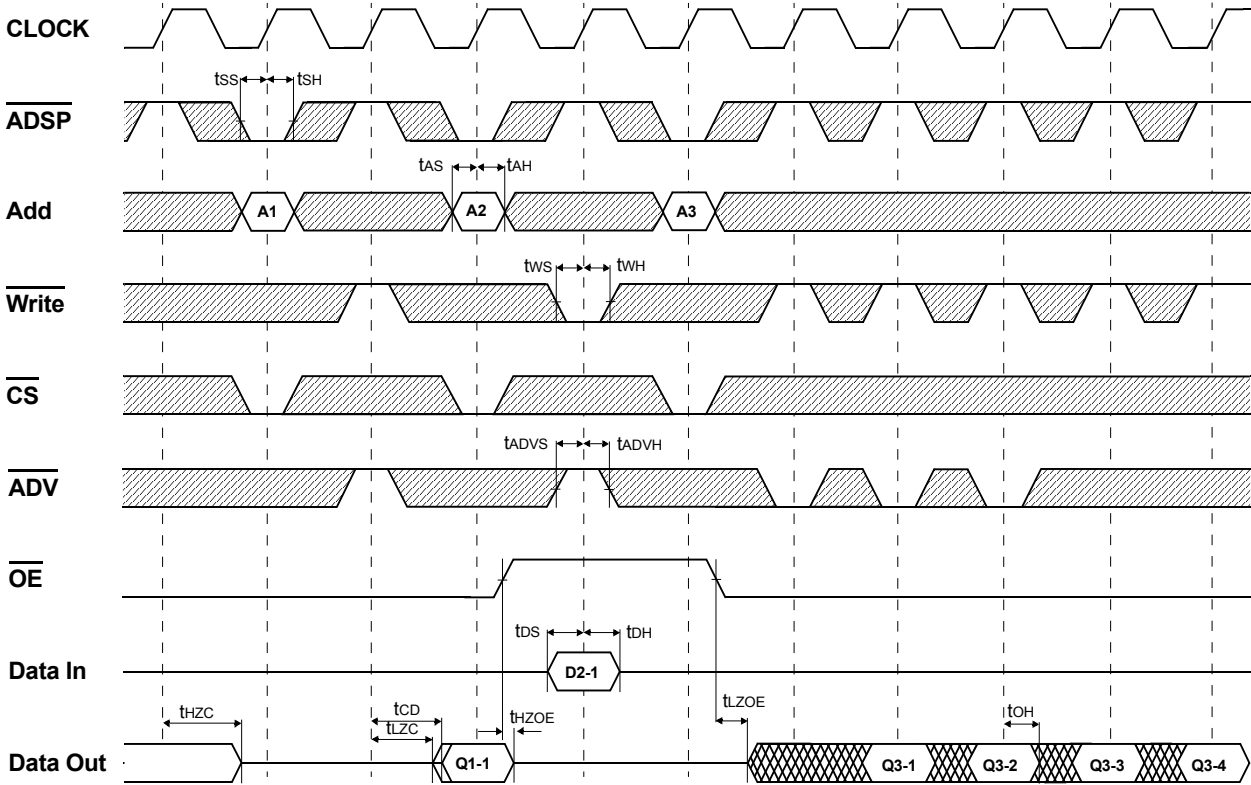 CLOCK
tSS tSH
ADSP
tAS tAH
Add A1 A2 A3
tWS tWH
Write
CS
tADVS tADVH
ADV
OE
tDS tDH
Data In D2-1
tHZC tCD tLZC tHZOE tLZOE tOH
Data Out Q1-1 Q3-1 Q3-2 Q3-3 Q3-4